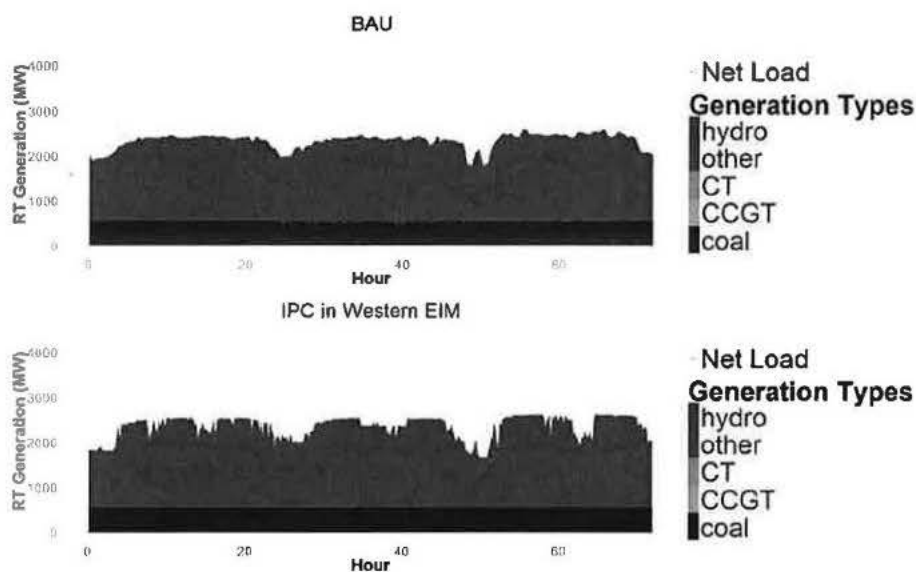 BAU
RT Generation (MW)
4000
3000
2000
1000
0
0
20
40
60
Hour
Net Load
Generation Types
hydro
other
CT
CCGT
coal
IPC in Western EIM
RT Generation (MW)
4000
3000
2000
1000
0
0
20
40
60
Hour
Net Load
Generation Types
hydro
other
CT
CCGT
coal